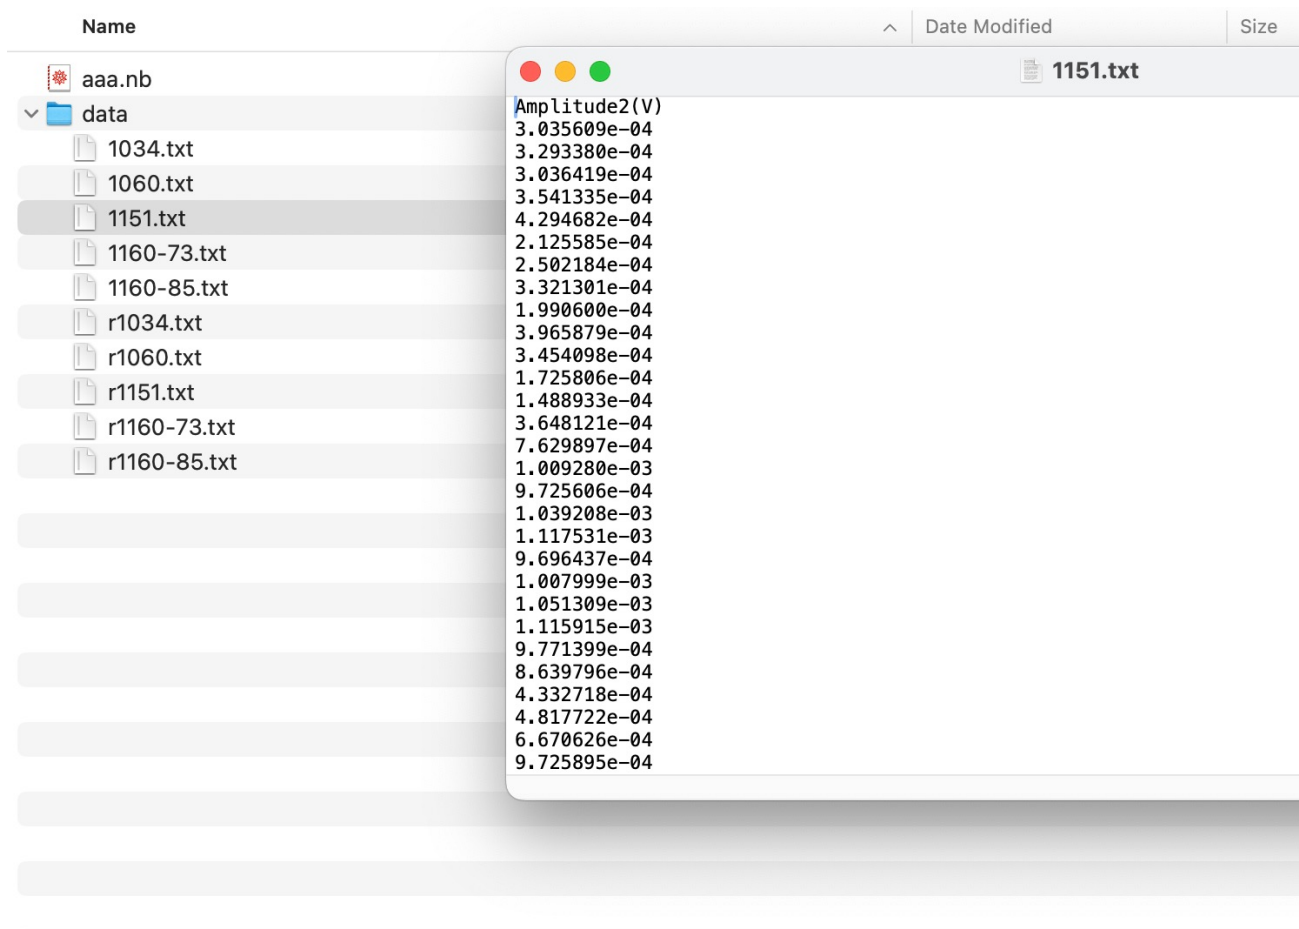 Name
Date Modified
Size
aaa.nb
data
1034.txt
1060.txt
1151.txt
1160-73.txt
1160-85.txt
r1034.txt
r1060.txt
r1151.txt
r1160-73.txt
r1160-85.txt
1151.txt
Amplitude2(V)
3.035609e-04
3.293380e-04
3.036419e-04
3.541335e-04
4.294682e-04
2.125585e-04
2.502184e-04
3.321301e-04
1.990600e-04
3.965879e-04
3.454098e-04
1.725806e-04
1.488933e-04
3.648121e-04
7.629897e-04
1.009280e-03
9.725606e-04
1.039208e-03
1.117531e-03
9.696437e-04
1.007999e-03
1.051309e-03
1.115915e-03
9.771399e-04
8.639796e-04
4.332718e-04
4.817722e-04
6.670626e-04
9.725895e-04